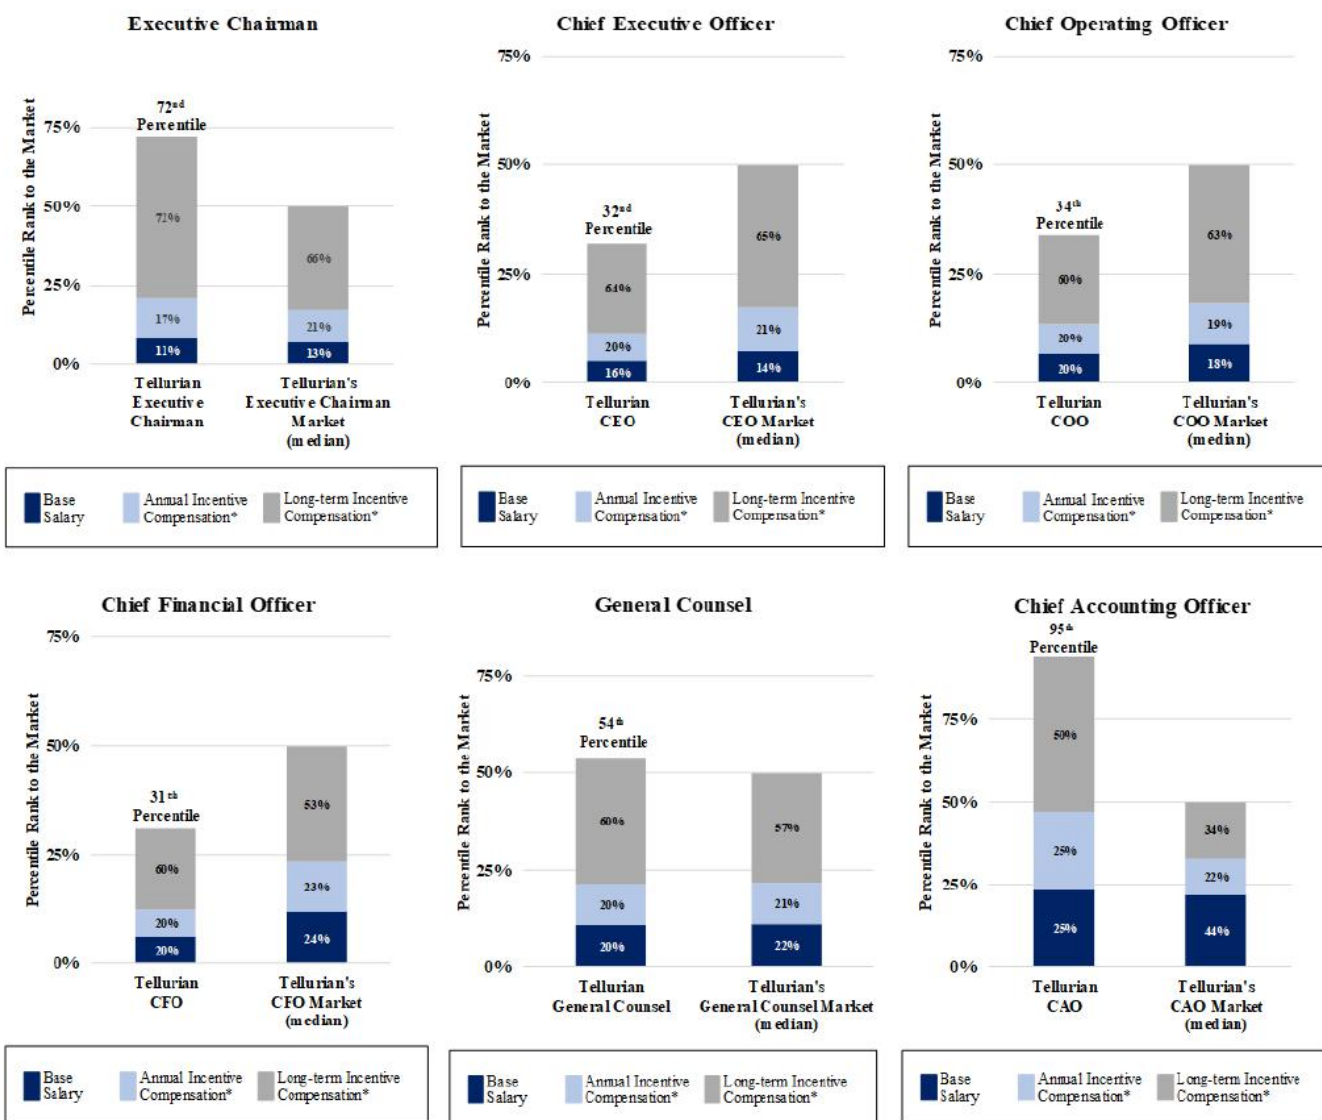 Executive Chairman
Percentile Rank to the Market
75%
50%
25%
0%
72nd
Percentile
71%
17%
11%
66%
21%
13%
Tellurian
Executive
Chairman
Tellurian's
Executive Chairman
Market
(median)
Base
Salary
Annual Incentive
Compensation*
Long-term Incentive
Compensation*
Chief Executive Officer
Percentile Rank to the Market
75%
50%
25%
0%
32nd
Percentile
64%
20%
16%
65%
21%
14%
Tellurian
CEO
Tellurian's
CEO Market
(median)
Base
Salary
Annual Incentive
Compensation*
Long-term Incentive
Compensation*
Chief Operating Officer
Percentile Rank to the Market
75%
50%
25%
0%
34th
Percentile
60%
20%
20%
63%
19%
18%
Tellurian
COO
Tellurian's
COO Market
(median)
Base
Salary
Annual Incentive
Compensation*
Long-term Incentive
Compensation*
Chief Financial Officer
Percentile Rank to the Market
75%
50%
25%
0%
31th
Percentile
60%
20%
20%
53%
23%
24%
Tellurian
CFO
Tellurian's
CFO Market
(median)
Base
Salary
Annual Incentive
Compensation*
Long-term Incentive
Compensation*
General Counsel
Percentile Rank to the Market
75%
50%
25%
0%
54th
Percentile
60%
20%
20%
57%
21%
22%
Tellurian
General Counsel
Tellurian's
General Counsel Market
(median)
Base
Salary
Annual Incentive
Compensation*
Long-term Incentive
Compensation*
Chief Accounting Officer
Percentile Rank to the Market
75%
50%
25%
0%
95th
Percentile
50%
25%
25%
34%
22%
44%
Tellurian
CAO
Tellurian's
CAO Market
(median)
Base
Salary
Annual Incentive
Compensation*
Long-term Incentive
Compensation*